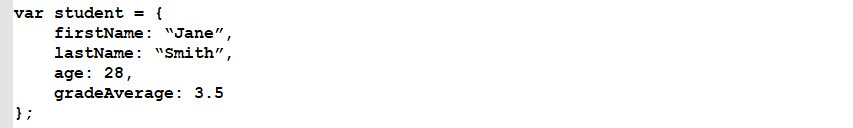 var student = {
    firstName: “Jane”,
    lastName: “Smith”,
    age: 28,
    gradeAverage: 3.5
};